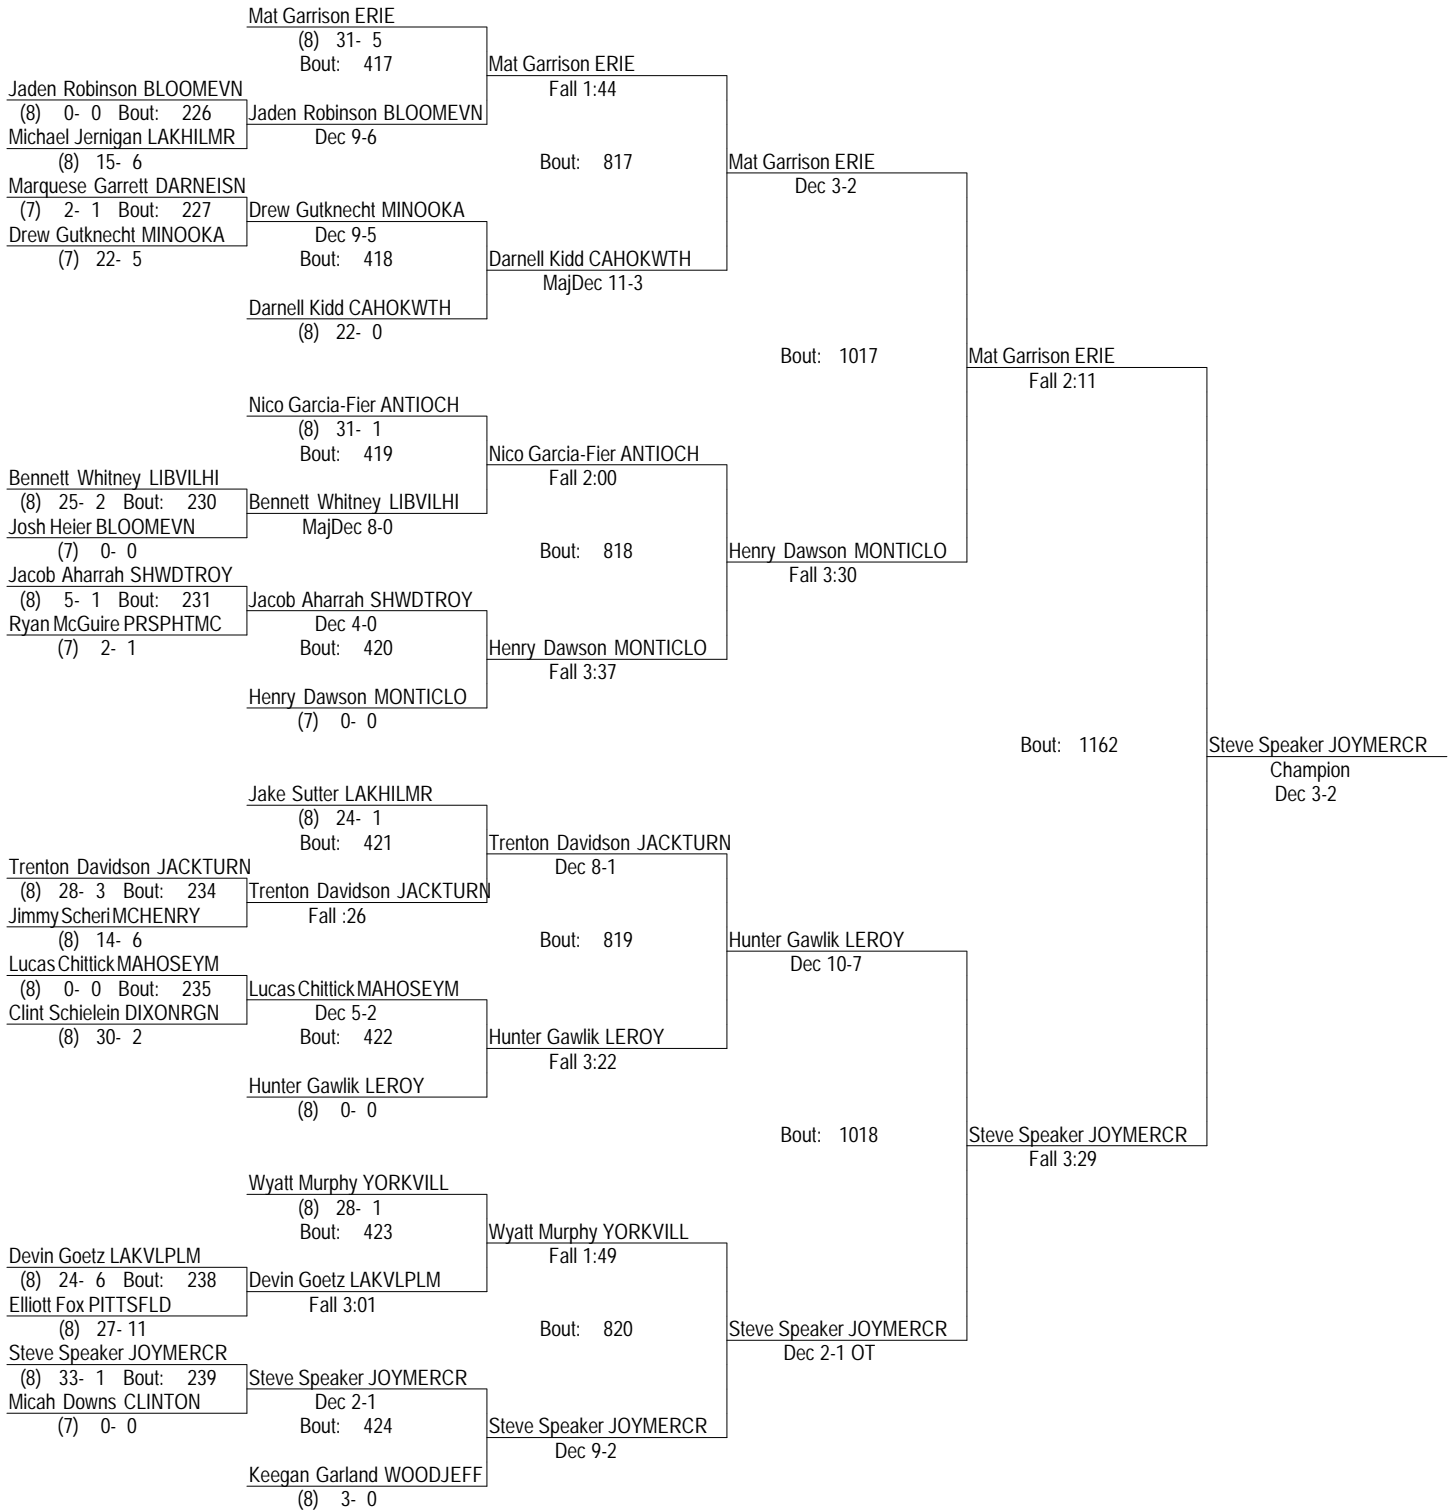 Mat Garrison ERIE
(8) 31- 5
Bout: 417
Mat Garrison ERIE
Fall 1:44
Jaden Robinson BLOOMEVN
(8) 0- 0 Bout: 226
Jaden Robinson BLOOMEVN
Michael Jernigan LAKHILMR
Dec 9-6
(8) 15- 6
Bout: 817
Mat Garrison ERIE
Marquese Garrett DARNEISN
Dec 3-2
(7) 2- 1 Bout: 227
Drew Gutknecht MINOOKA
Drew Gutknecht MINOOKA
Dec 9-5
(7) 22- 5
Bout: 418
Darnell Kidd CAHOKWTH
MajDec 11-3
Darnell Kidd CAHOKWTH
(8) 22- 0
Bout: 1017
Mat Garrison ERIE
Fall 2:11
Nico Garcia-Fier ANTIOCH
(8) 31- 1
Bout: 419
Nico Garcia-Fier ANTIOCH
Fall 2:00
Bennett Whitney LIBVILHI
(8) 25- 2 Bout: 230
Bennett Whitney LIBVILHI
Josh Heier BLOOMEVN
MajDec 8-0
(7) 0- 0
Bout: 818
Henry Dawson MONTICLO
Jacob Aharrah SHWDTROY
Fall 3:30
(8) 5- 1 Bout: 231
Jacob Aharrah SHWDTROY
Ryan McGuire PRSPHTMC
Dec 4-0
(7) 2- 1
Bout: 420
Henry Dawson MONTICLO
Fall 3:37
Henry Dawson MONTICLO
(7) 0- 0
Bout: 1162
Steve Speaker JOYMERCR
Champion
Dec 3-2
Jake Sutter LAKHILMR
(8) 24- 1
Bout: 421
Trenton Davidson JACKTURN
Dec 8-1
Trenton Davidson JACKTURN
(8) 28- 3 Bout: 234
Trenton Davidson JACKTURN
Jimmy Scheri MCHENRY
Fall :26
(8) 14- 6
Bout: 819
Hunter Gawlik LEROY
Lucas Chittick MAHOSEYM
Dec 10-7
(8) 0- 0 Bout: 235
Lucas Chittick MAHOSEYM
Clint Schielein DIXONRGN
Dec 5-2
(8) 30- 2
Bout: 422
Hunter Gawlik LEROY
Fall 3:22
Hunter Gawlik LEROY
(8) 0- 0
Bout: 1018
Steve Speaker JOYMERCR
Fall 3:29
Wyatt Murphy YORKVILL
(8) 28- 1
Bout: 423
Wyatt Murphy YORKVILL
Fall 1:49
Devin Goetz LAKVLPLM
(8) 24- 6 Bout: 238
Devin Goetz LAKVLPLM
Elliott Fox PITTSFLD
Fall 3:01
(8) 27- 11
Bout: 820
Steve Speaker JOYMERCR
Steve Speaker JOYMERCR
Dec 2-1 OT
(8) 33- 1 Bout: 239
Steve Speaker JOYMERCR
Micah Downs CLINTON
Dec 2-1
(7) 0- 0
Bout: 424
Steve Speaker JOYMERCR
Dec 9-2
Keegan Garland WOODJEFF
(8) 3- 0